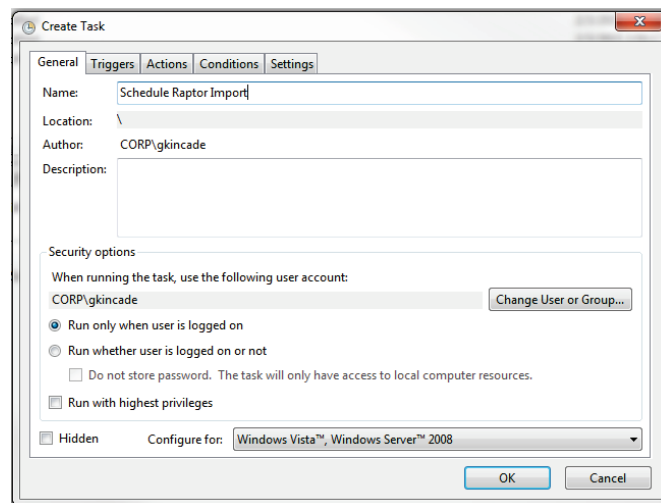 Create Task
General Triggers Actions Conditions Settings
Name: Schedule Raptor Import
Location: \
Author: CORP\gkincade
Description:
Security options
When running the task, use the following user account:
CORP\gkincade Change User or Group...
Run only when user is logged on
Run whether user is logged on or not
Do not store password. The task will only have access to local computer resources.
Run with highest privileges
Hidden Configure for: Windows Vista™, Windows Server™ 2008
OK Cancel